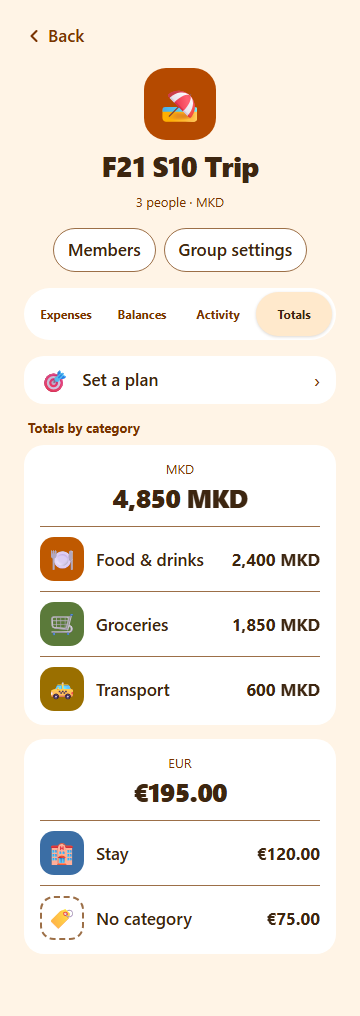 Back
F21 S10 Trip
3 people · MKD
Members Group settings
Expenses Balances Activity Totals
Set a plan ›
Totals by category
MKD
4,850 MKD
Food & drinks 2,400 MKD
Groceries 1,850 MKD
Transport 600 MKD
EUR
€195.00
Stay €120.00
No category €75.00